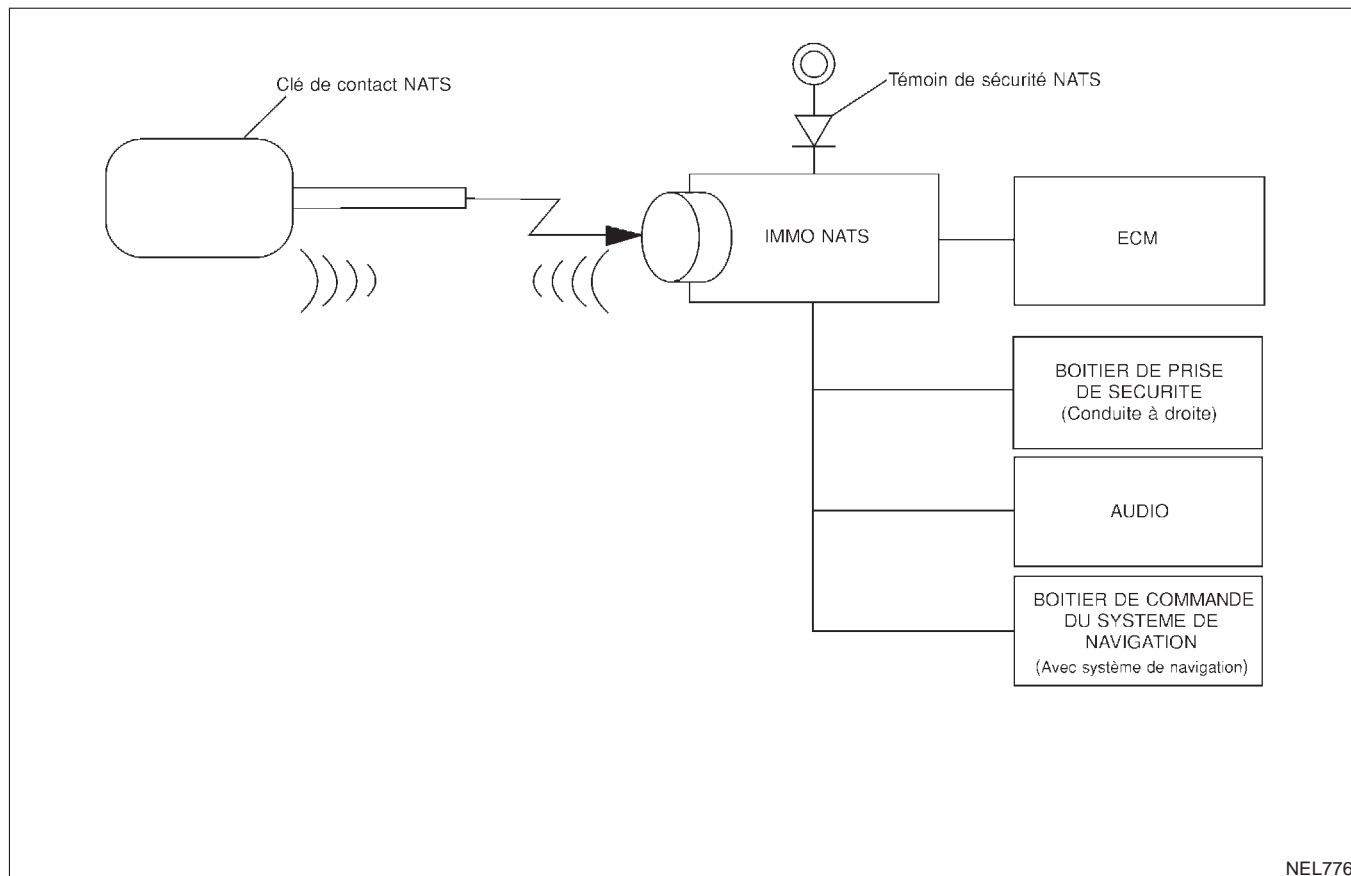 Clé de contact NATS
Témoin de sécurité NATS
IMMO NATS
ECM
BOITIER DE PRISE
DE SECURITE
(Conduite à droite)
AUDIO
BOITIER DE COMMANDE
DU SYSTEME DE
NAVIGATION
(Avec système de navigation)
NEL776